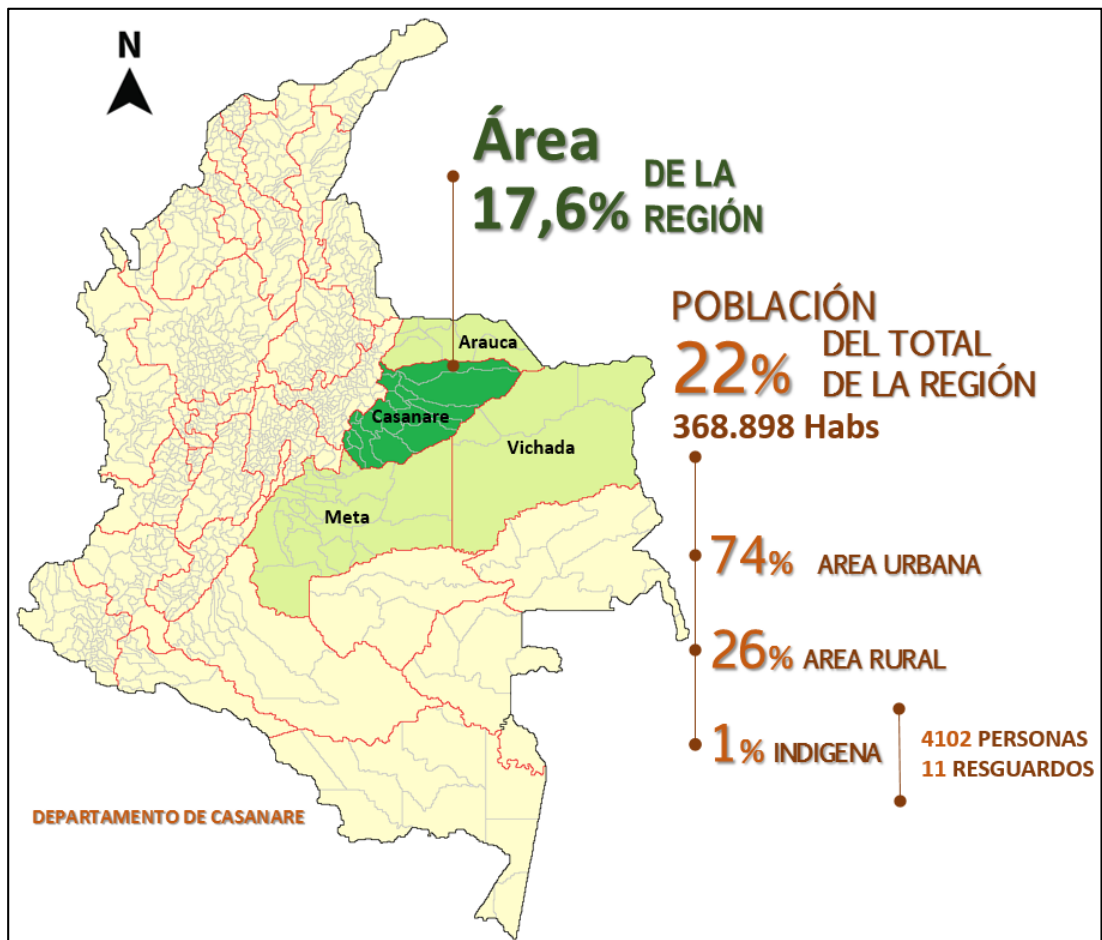 N
Área
17,6% DE LA
REGIÓN
Arauca
Casanare
Vichada
Meta
POBLACIÓN
22% DEL TOTAL
DE LA REGIÓN
368.898 Habs
74% AREA URBANA
26% AREA RURAL
1% INDIGENA
4102 PERSONAS
11 RESGUARDOS
DEPARTAMENTO DE CASANARE